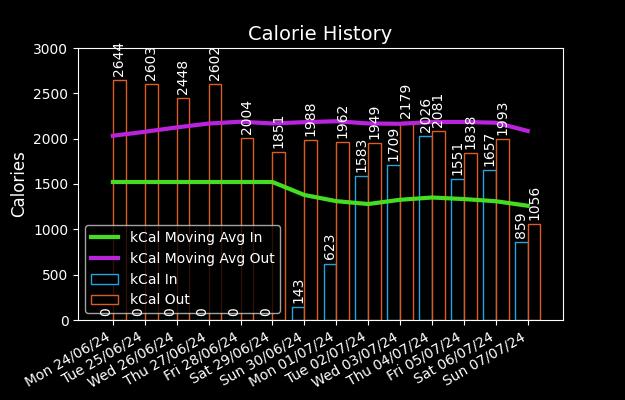 Calorie History
3000
2500
2000
1500
1000
500
0
Calories
2644
2603
2448
2602
2004
1851
1988
1962
1949
2179
2081
1838
1993
1056
0
0
0
0
0
0
143
623
1583
1709
2026
1551
1657
859
kCal Moving Avg In
kCal Moving Avg Out
kCal In
kCal Out
Mon 24/06/24
Tue 25/06/24
Wed 26/06/24
Thu 27/06/24
Fri 28/06/24
Sat 29/06/24
Sun 30/06/24
Mon 01/07/24
Tue 02/07/24
Wed 03/07/24
Thu 04/07/24
Fri 05/07/24
Sat 06/07/24
Sun 07/07/24